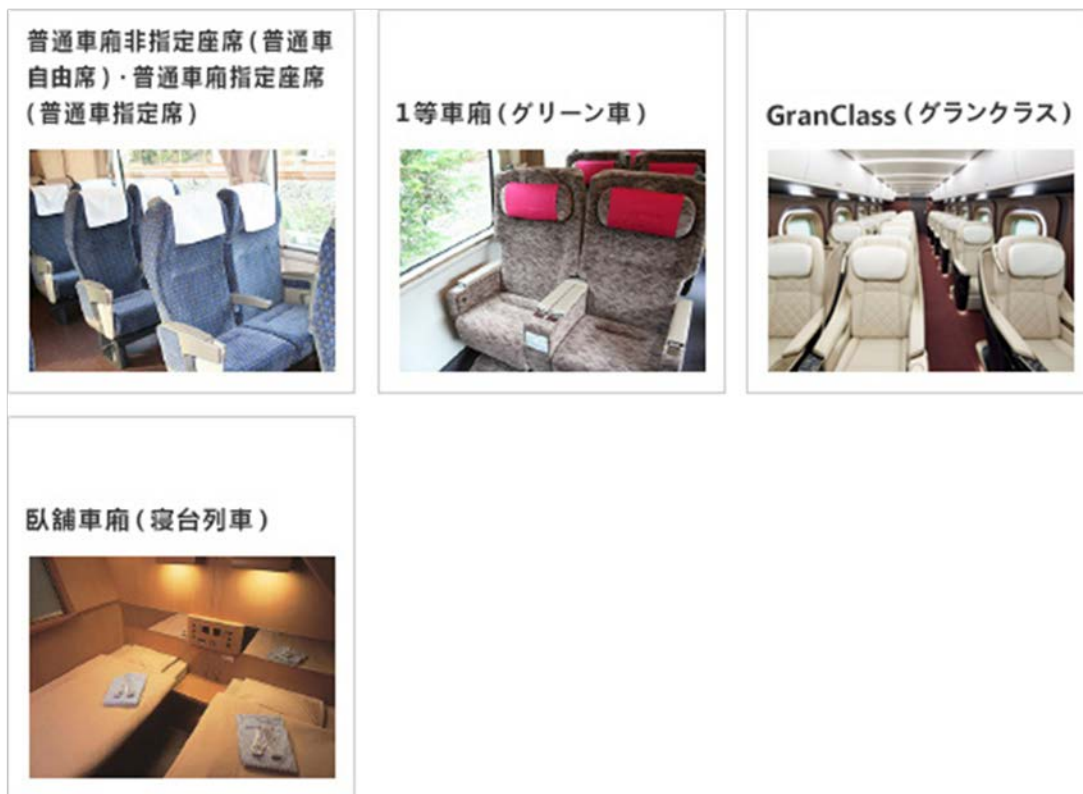 普通車廂非指定座席(普通車
自由席)·普通車廂指定座席
(普通車指定席)
1等車廂(グリーン車)
GranClass(グランクラス)
臥舖車廂(寝台列車)